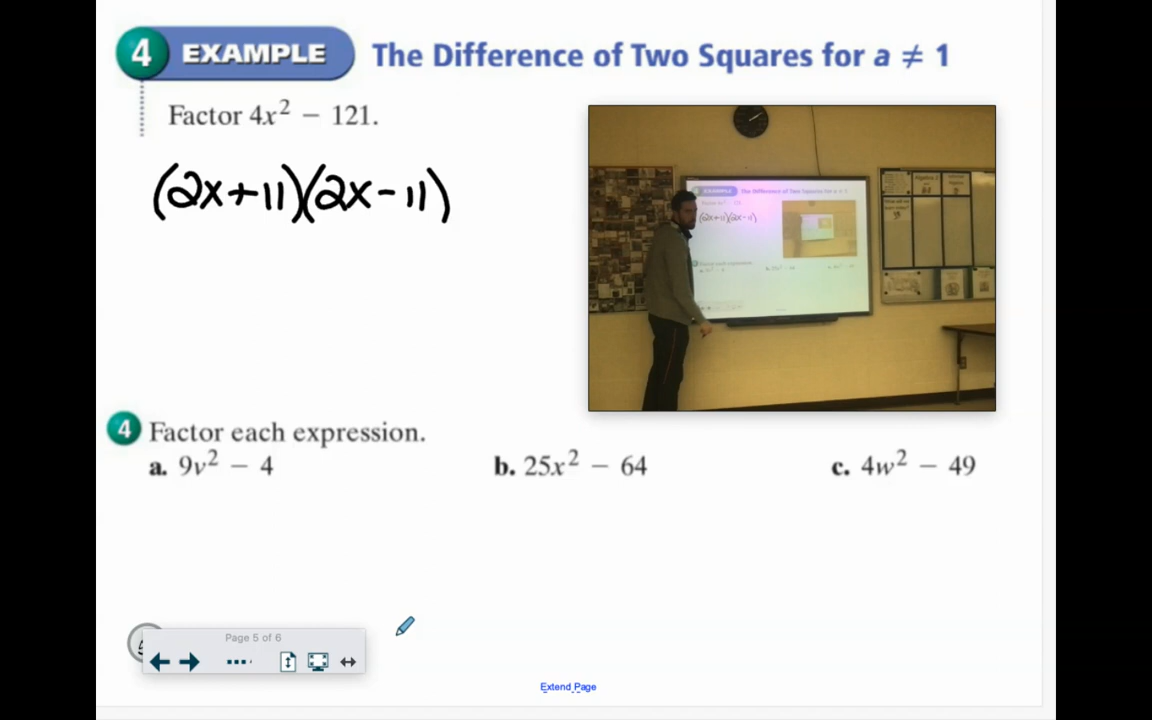 4 EXAMPLE The Difference of Two Squares for a ≠ 1
Factor 4x² − 121.
(2x+11)(2x-11)
4 Factor each expression.
a. 9v² − 4 b. 25x² − 64 c. 4w² − 49
Page 5 of 6
Extend Page